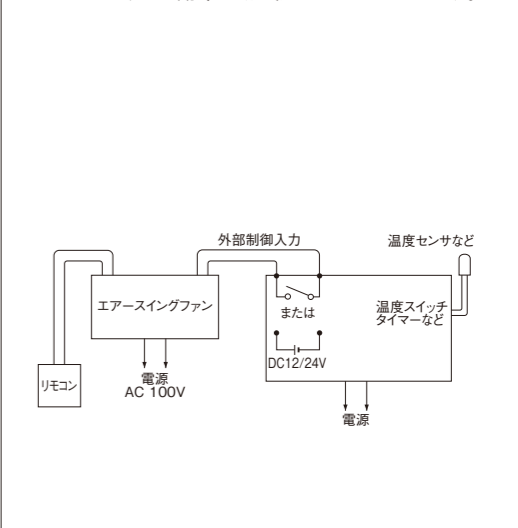 外部制御入力
温度センサなど
エアースイングファン
または
温度スイッチ
タイマーなど
DC12/24V
リモコン
電源
AC 100V
電源